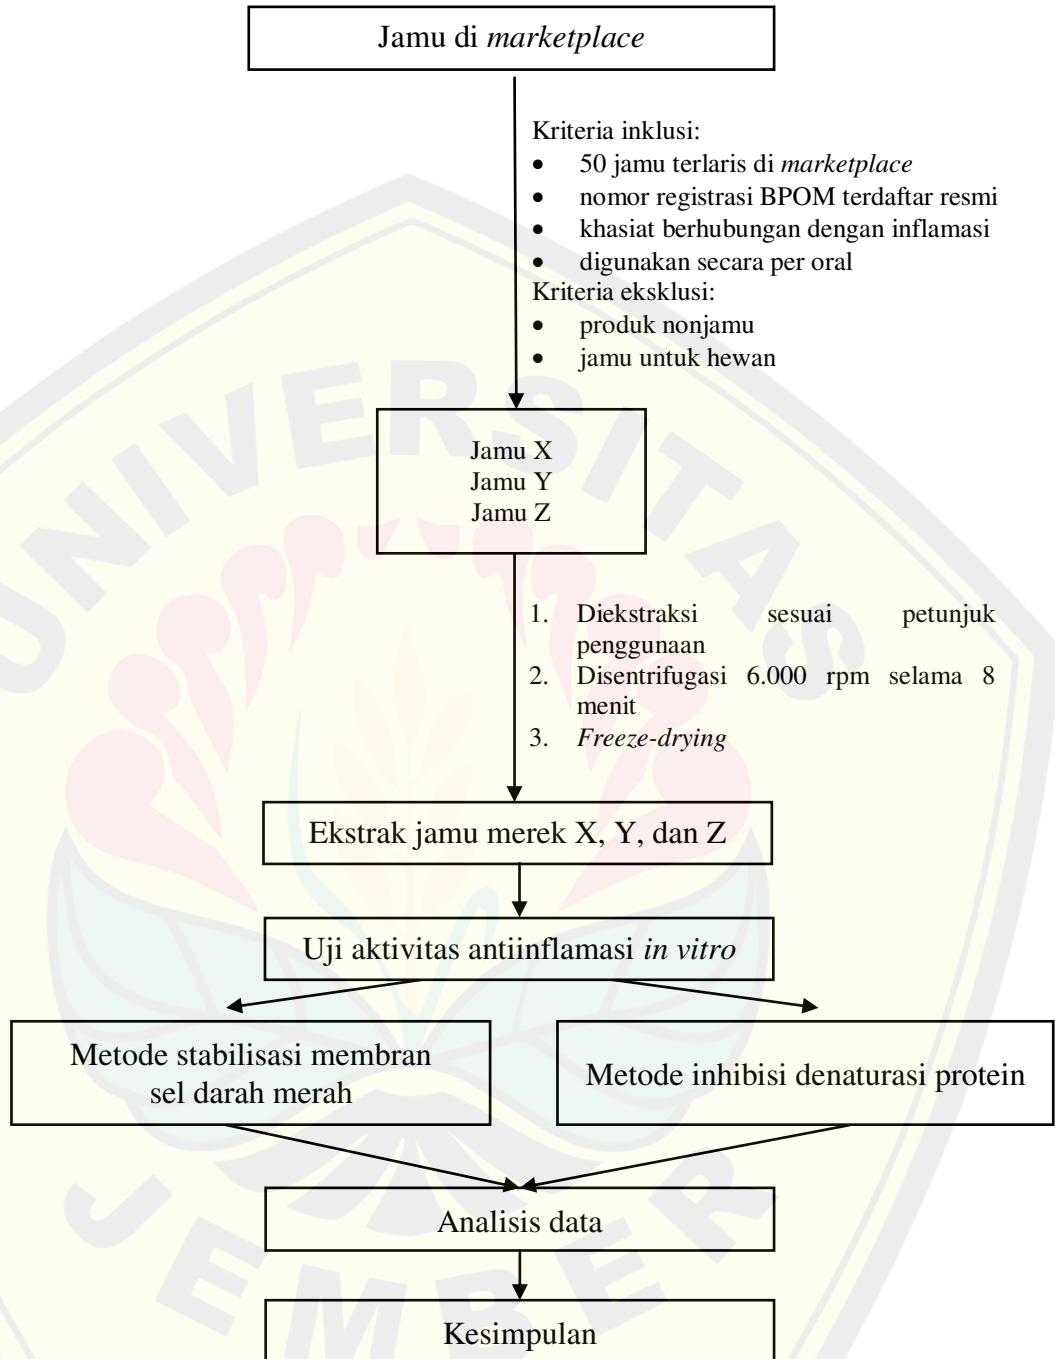 Jamu di marketplace
Kriteria inklusi:
• 50 jamu terlaris di marketplace
• nomor registrasi BPOM terdaftar resmi
• khasiat berhubungan dengan inflamasi
• digunakan secara per oral
Kriteria eksklusi:
• produk nonjamu
• jamu untuk hewan
Jamu X
Jamu Y
Jamu Z
1. Diekstraksi sesuai petunjuk
penggunaan
2. Disentrifugasi 6.000 rpm selama 8
menit
3. Freeze-drying
Ekstrak jamu merek X, Y, dan Z
Uji aktivitas antiinflamasi in vitro
Metode stabilisasi membran
sel darah merah
Metode inhibisi denaturasi protein
Analisis data
Kesimpulan
UNIVERSITAS
JEMBER